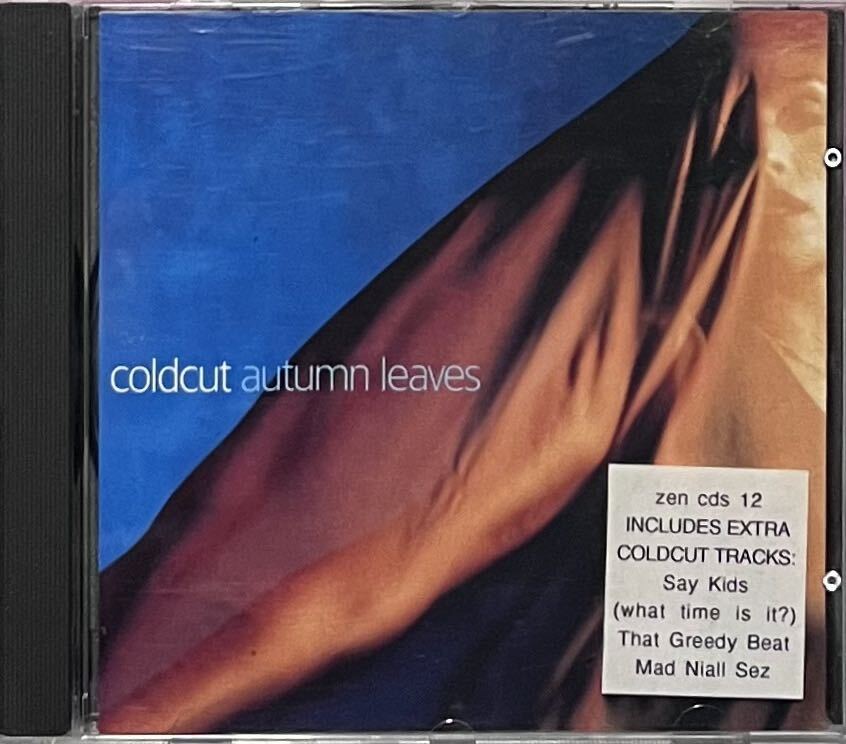 coldcut autumn leaves
zen cds 12
INCLUDES EXTRA
COLDCUT TRACKS:
Say Kids
(what time is it?)
That Greedy Beat
Mad Niall Sez